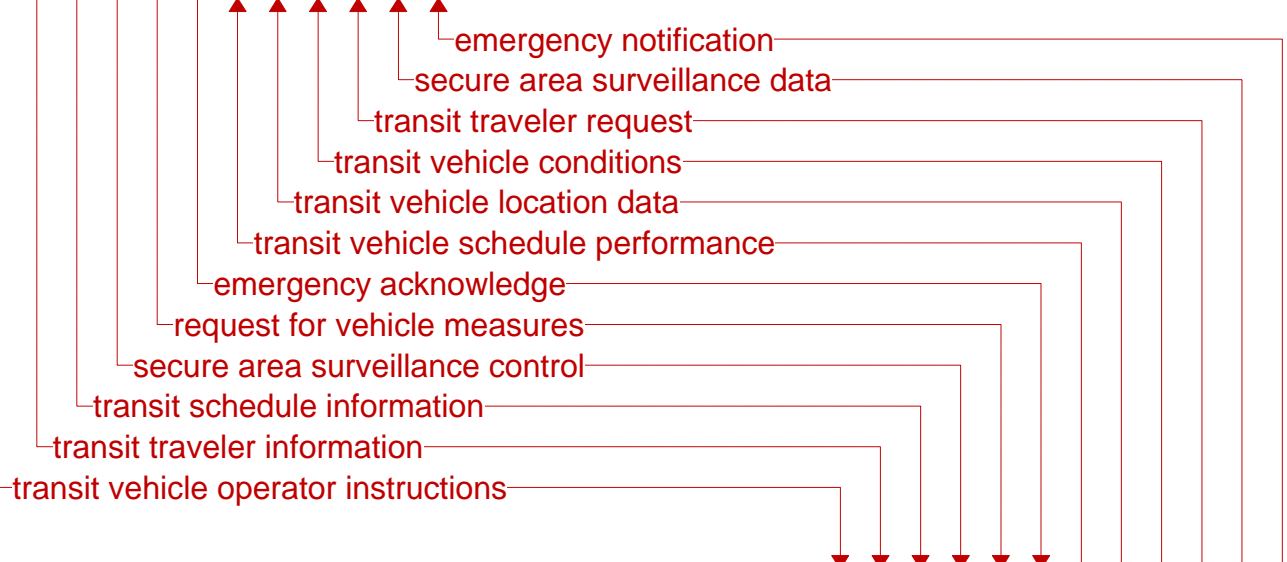 emergency notification
secure area surveillance data
transit traveler request
transit vehicle conditions
transit vehicle location data
transit vehicle schedule performance
emergency acknowledge
request for vehicle measures
secure area surveillance control
transit schedule information
transit traveler information
transit vehicle operator instructions